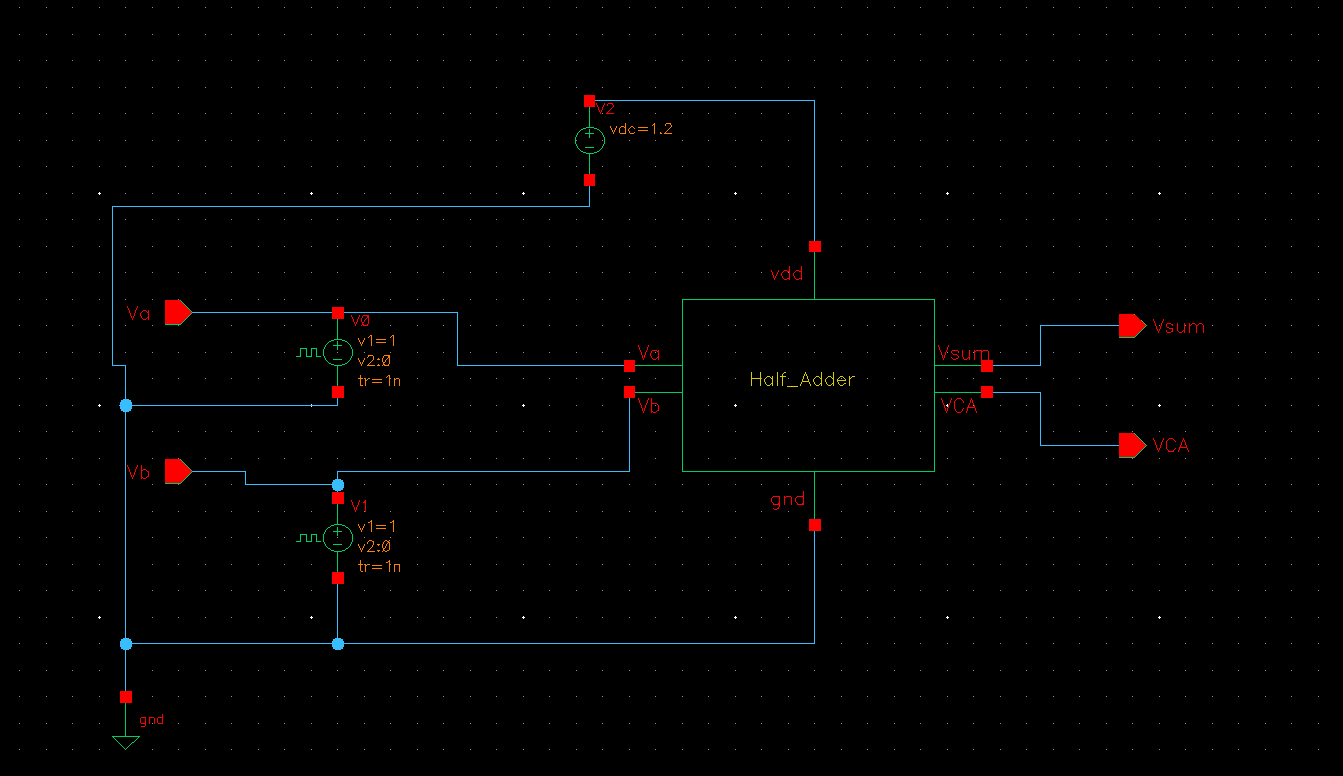 V2
vdc=1.2
vdd
Va
V0
v1=1
v2:0
tr=1n
Va
Vb
Half_Adder
Vsum
VCA
Vsum
VCA
Vb
V1
v1=1
v2:0
tr=1n
gnd
gnd